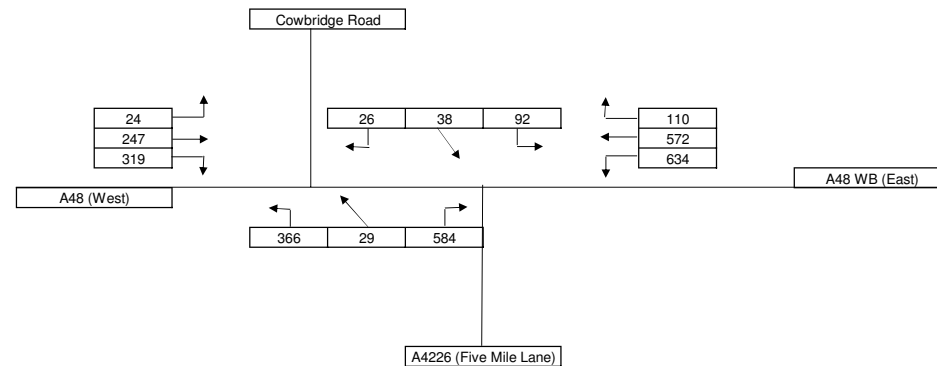 Cowbridge Road
24
247
319
26 38 92
110
572
634
A48 (West)
A48 WB (East)
366 29 584
A4226 (Five Mile Lane)